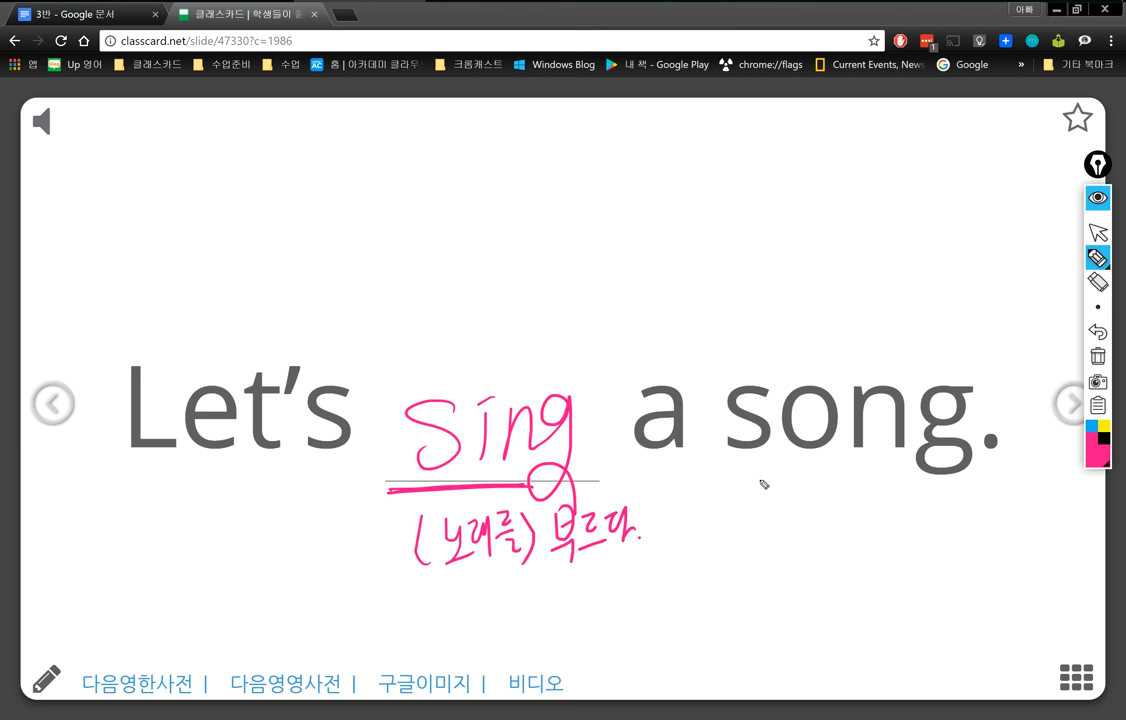 3반 - Google 문서
클래스카드 | 학생들이 줄
아빠
classcard.net/slide/47330?c=1986
앱 Up 영어 클래스카드 수업준비 수업 홈 | 아카데미 클라우 크롬캐스트 Windows Blog 내 책 - Google Play chrome://flags Current Events, News Google » 기타 북마크
Let's sing a song.
(노래를) 부르다.
다음영한사전 | 다음영영사전 | 구글이미지 | 비디오